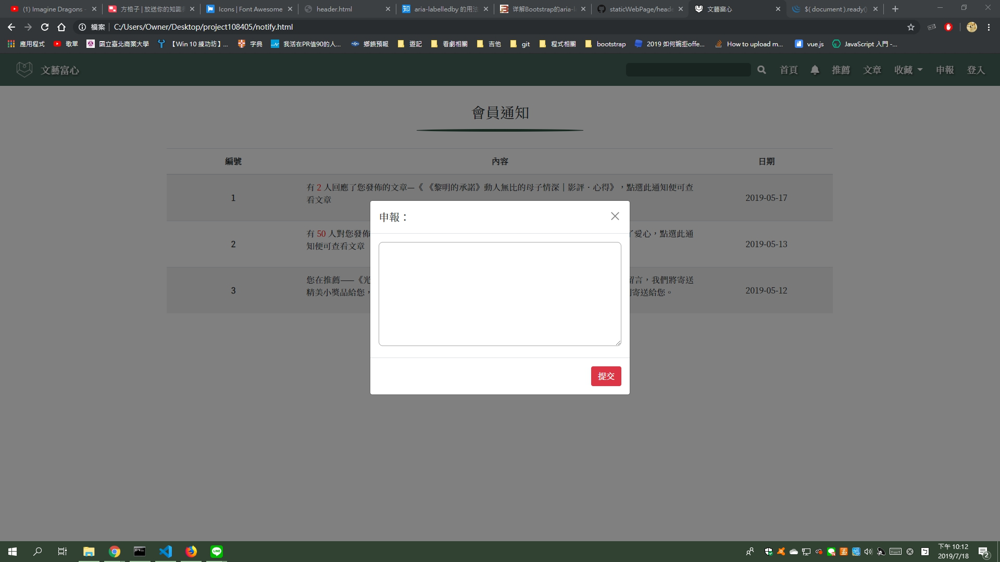 (1) Imagine Dragons
方格子 | 放送你的知識
Icons | Font Awesome
header.html
aria-labelledby 的用法
详解Bootstrap的aria-
staticWebPage/heade
文藝富心
$( document ).ready()
檔案 C:/Users/Owner/Desktop/project108405/notify.html
應用程式 歌單 國立臺北商業大學 【Win 10 練功坊】... 字典 我活在PR值90的人... 鄉鎮預報 遊記 看劇相關 吉他 git 程式相關 bootstrap 2019 如何婉拒offe... How to upload m... vue.js JavaScript 入門 -...
文藝富心 首頁 推薦 文章 收藏 申報 登入
會員通知
編號 內容 日期
有 2 人回應了您發佈的文章—《 《黎明的承諾》動人無比的母子情深｜影評．心得》，點選此通知便可查
看文章
1 2019-05-17
有 50 人對您發佈 了愛心，點選此通
知便可查看文章
2 2019-05-13
您在推薦——《光 留言，我們將寄送
精美小獎品給您， 寄送給您。
3 2019-05-12
申報：
提交
LINE
下午 10:12
2019/7/18
2